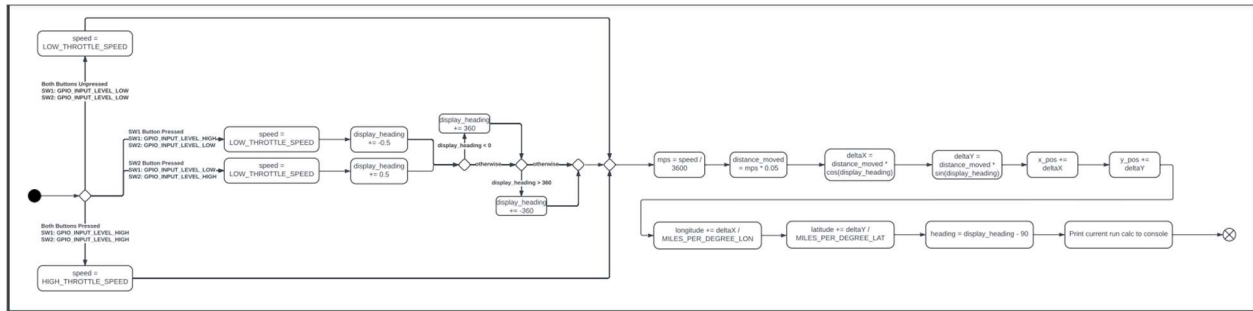 speed =
LOW_THROTTLE_SPEED
Both Buttons Unpressed
SW1: GPIO_INPUT_LEVEL_LOW
SW2: GPIO_INPUT_LEVEL_LOW
SW1 Button Pressed
SW1: GPIO_INPUT_LEVEL_HIGH
SW2: GPIO_INPUT_LEVEL_LOW
speed =
LOW_THROTTLE_SPEED
display_heading
+= -0.5
SW2 Button Pressed
SW1: GPIO_INPUT_LEVEL_LOW
SW2: GPIO_INPUT_LEVEL_HIGH
speed =
LOW_THROTTLE_SPEED
display_heading
+= 0.5
display_heading
+= 360
display_heading < 0
otherwise
otherwise
display_heading > 360
display_heading
+= -360
Both Buttons Pressed
SW1: GPIO_INPUT_LEVEL_HIGH
SW2: GPIO_INPUT_LEVEL_HIGH
speed =
HIGH_THROTTLE_SPEED
mps = speed /
3600
distance_moved
= mps * 0.05
deltaX =
distance_moved *
cos(display_heading)
deltaY =
distance_moved *
sin(display_heading)
x_pos +=
deltaX
y_pos +=
deltaY
longitude += deltaX /
MILES_PER_DEGREE_LON
latitude += deltaY /
MILES_PER_DEGREE_LAT
heading = display_heading - 90
Print current run calc to console